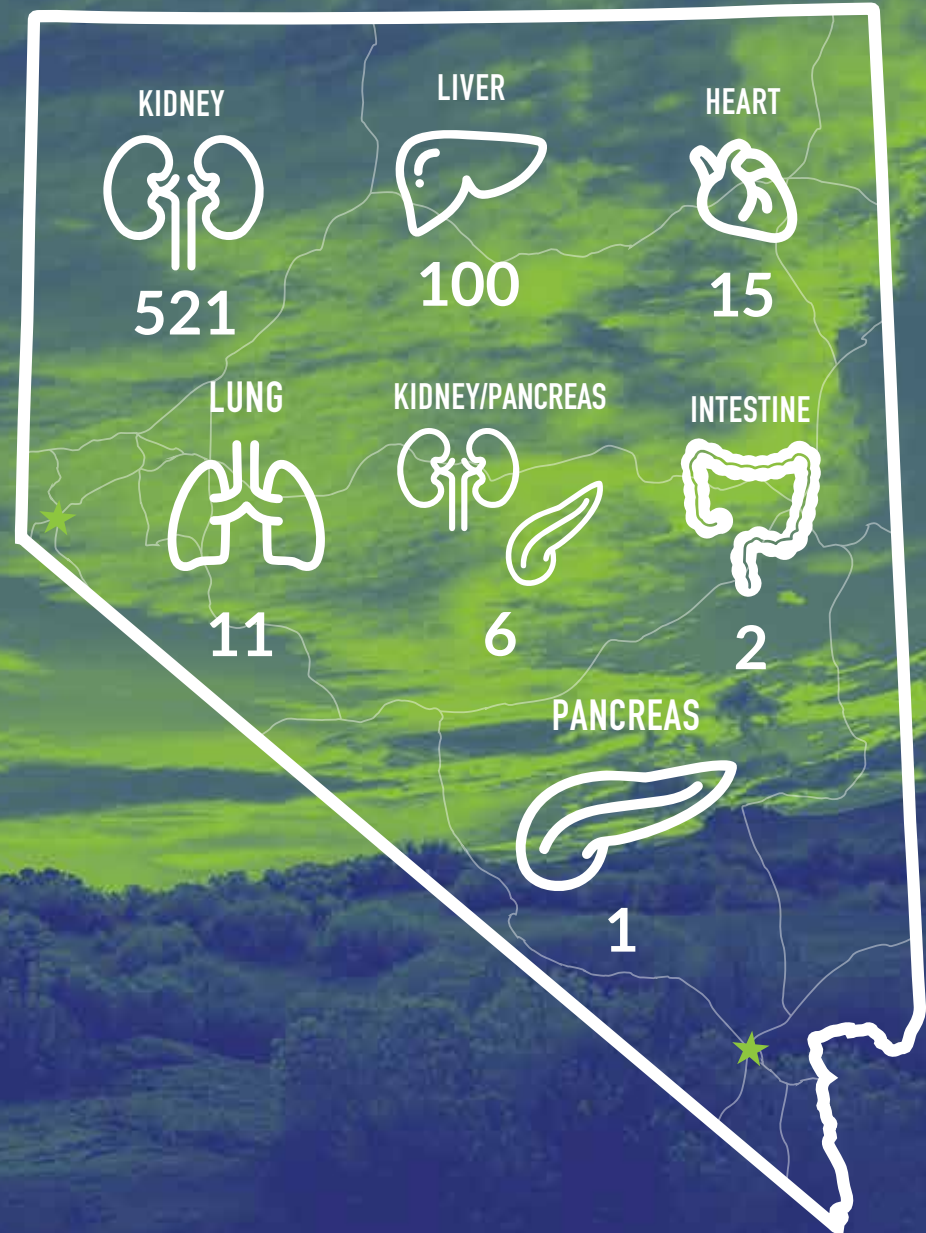 KIDNEY
521
LIVER
100
HEART
15
LUNG
11
KIDNEY/PANCREAS
6
INTESTINE
2
PANCREAS
1